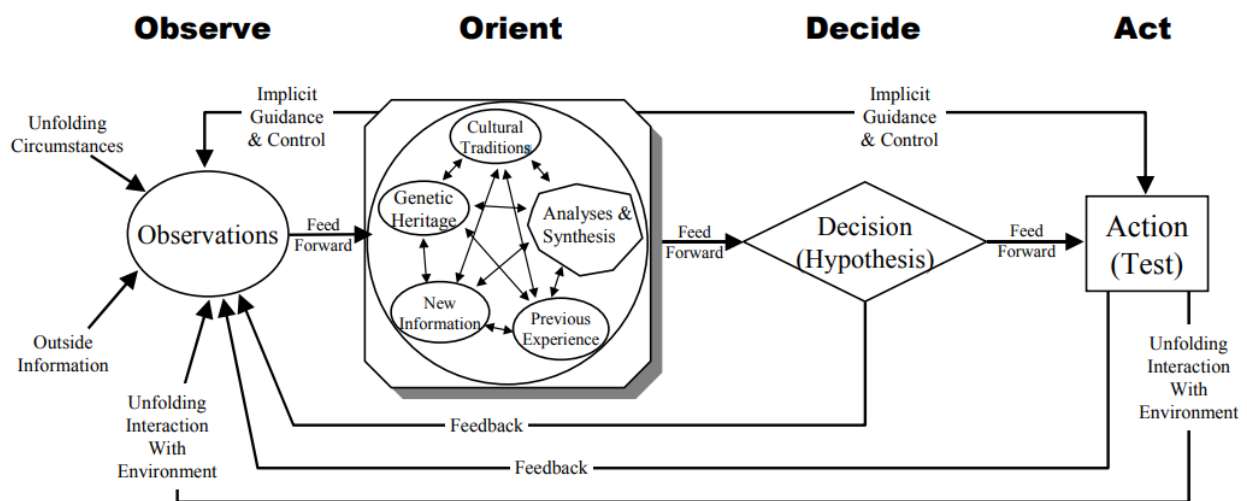 Observe
Orient
Decide
Act
Implicit
Guidance
& Control
Implicit
Guidance
& Control
Unfolding
Circumstances
Observations
Outside
Information
Feed
Forward
Cultural
Traditions
Genetic
Heritage
Analyses &
Synthesis
New
Information
Previous
Experience
Feed
Forward
Decision
(Hypothesis)
Feed
Forward
Action
(Test)
Unfolding
Interaction
With
Environment
Unfolding
Interaction
With
Environment
Feedback
Feedback